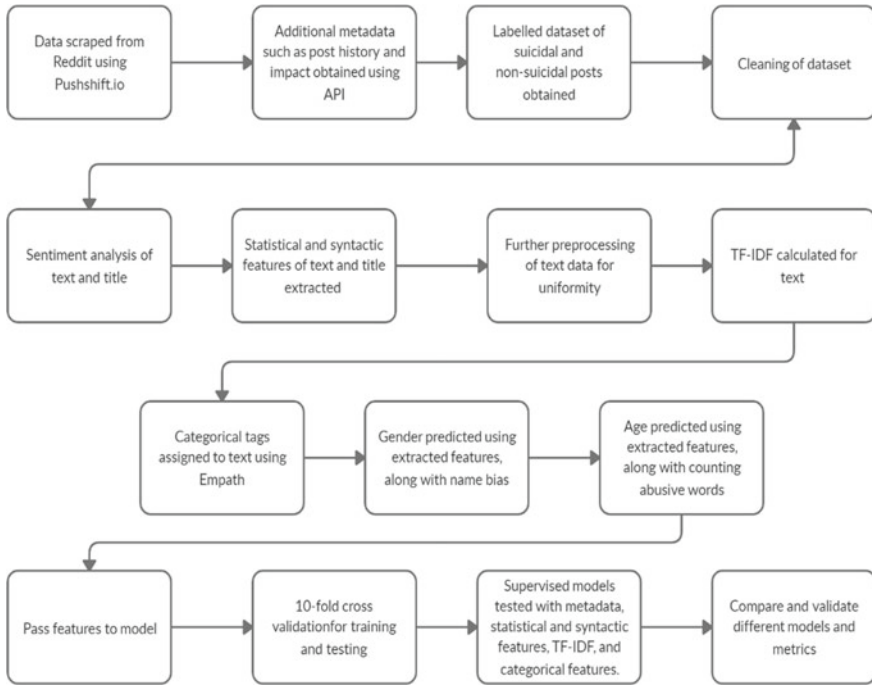 Data scraped from
Reddit using
Pushshift.io
Additional metadata
such as post history and
impact obtained using
API
Labelled dataset of
suicidal and
non-suicidal posts
obtained
Cleaning of dataset
Sentiment analysis of
text and title
Statistical and syntactic
features of text and title
extracted
Further preprocessing
of text data for
uniformity
TF-IDF calculated for
text
Categorical tags
assigned to text using
Empath
Gender predicted using
extracted features,
along with name bias
Age predicted using
extracted features,
along with counting
abusive words
Pass features to model
10-fold cross
validationfor training
and testing
Supervised models
tested with metadata,
statistical and syntactic
features, TF-IDF, and
categorical features.
Compare and validate
different models and
metrics